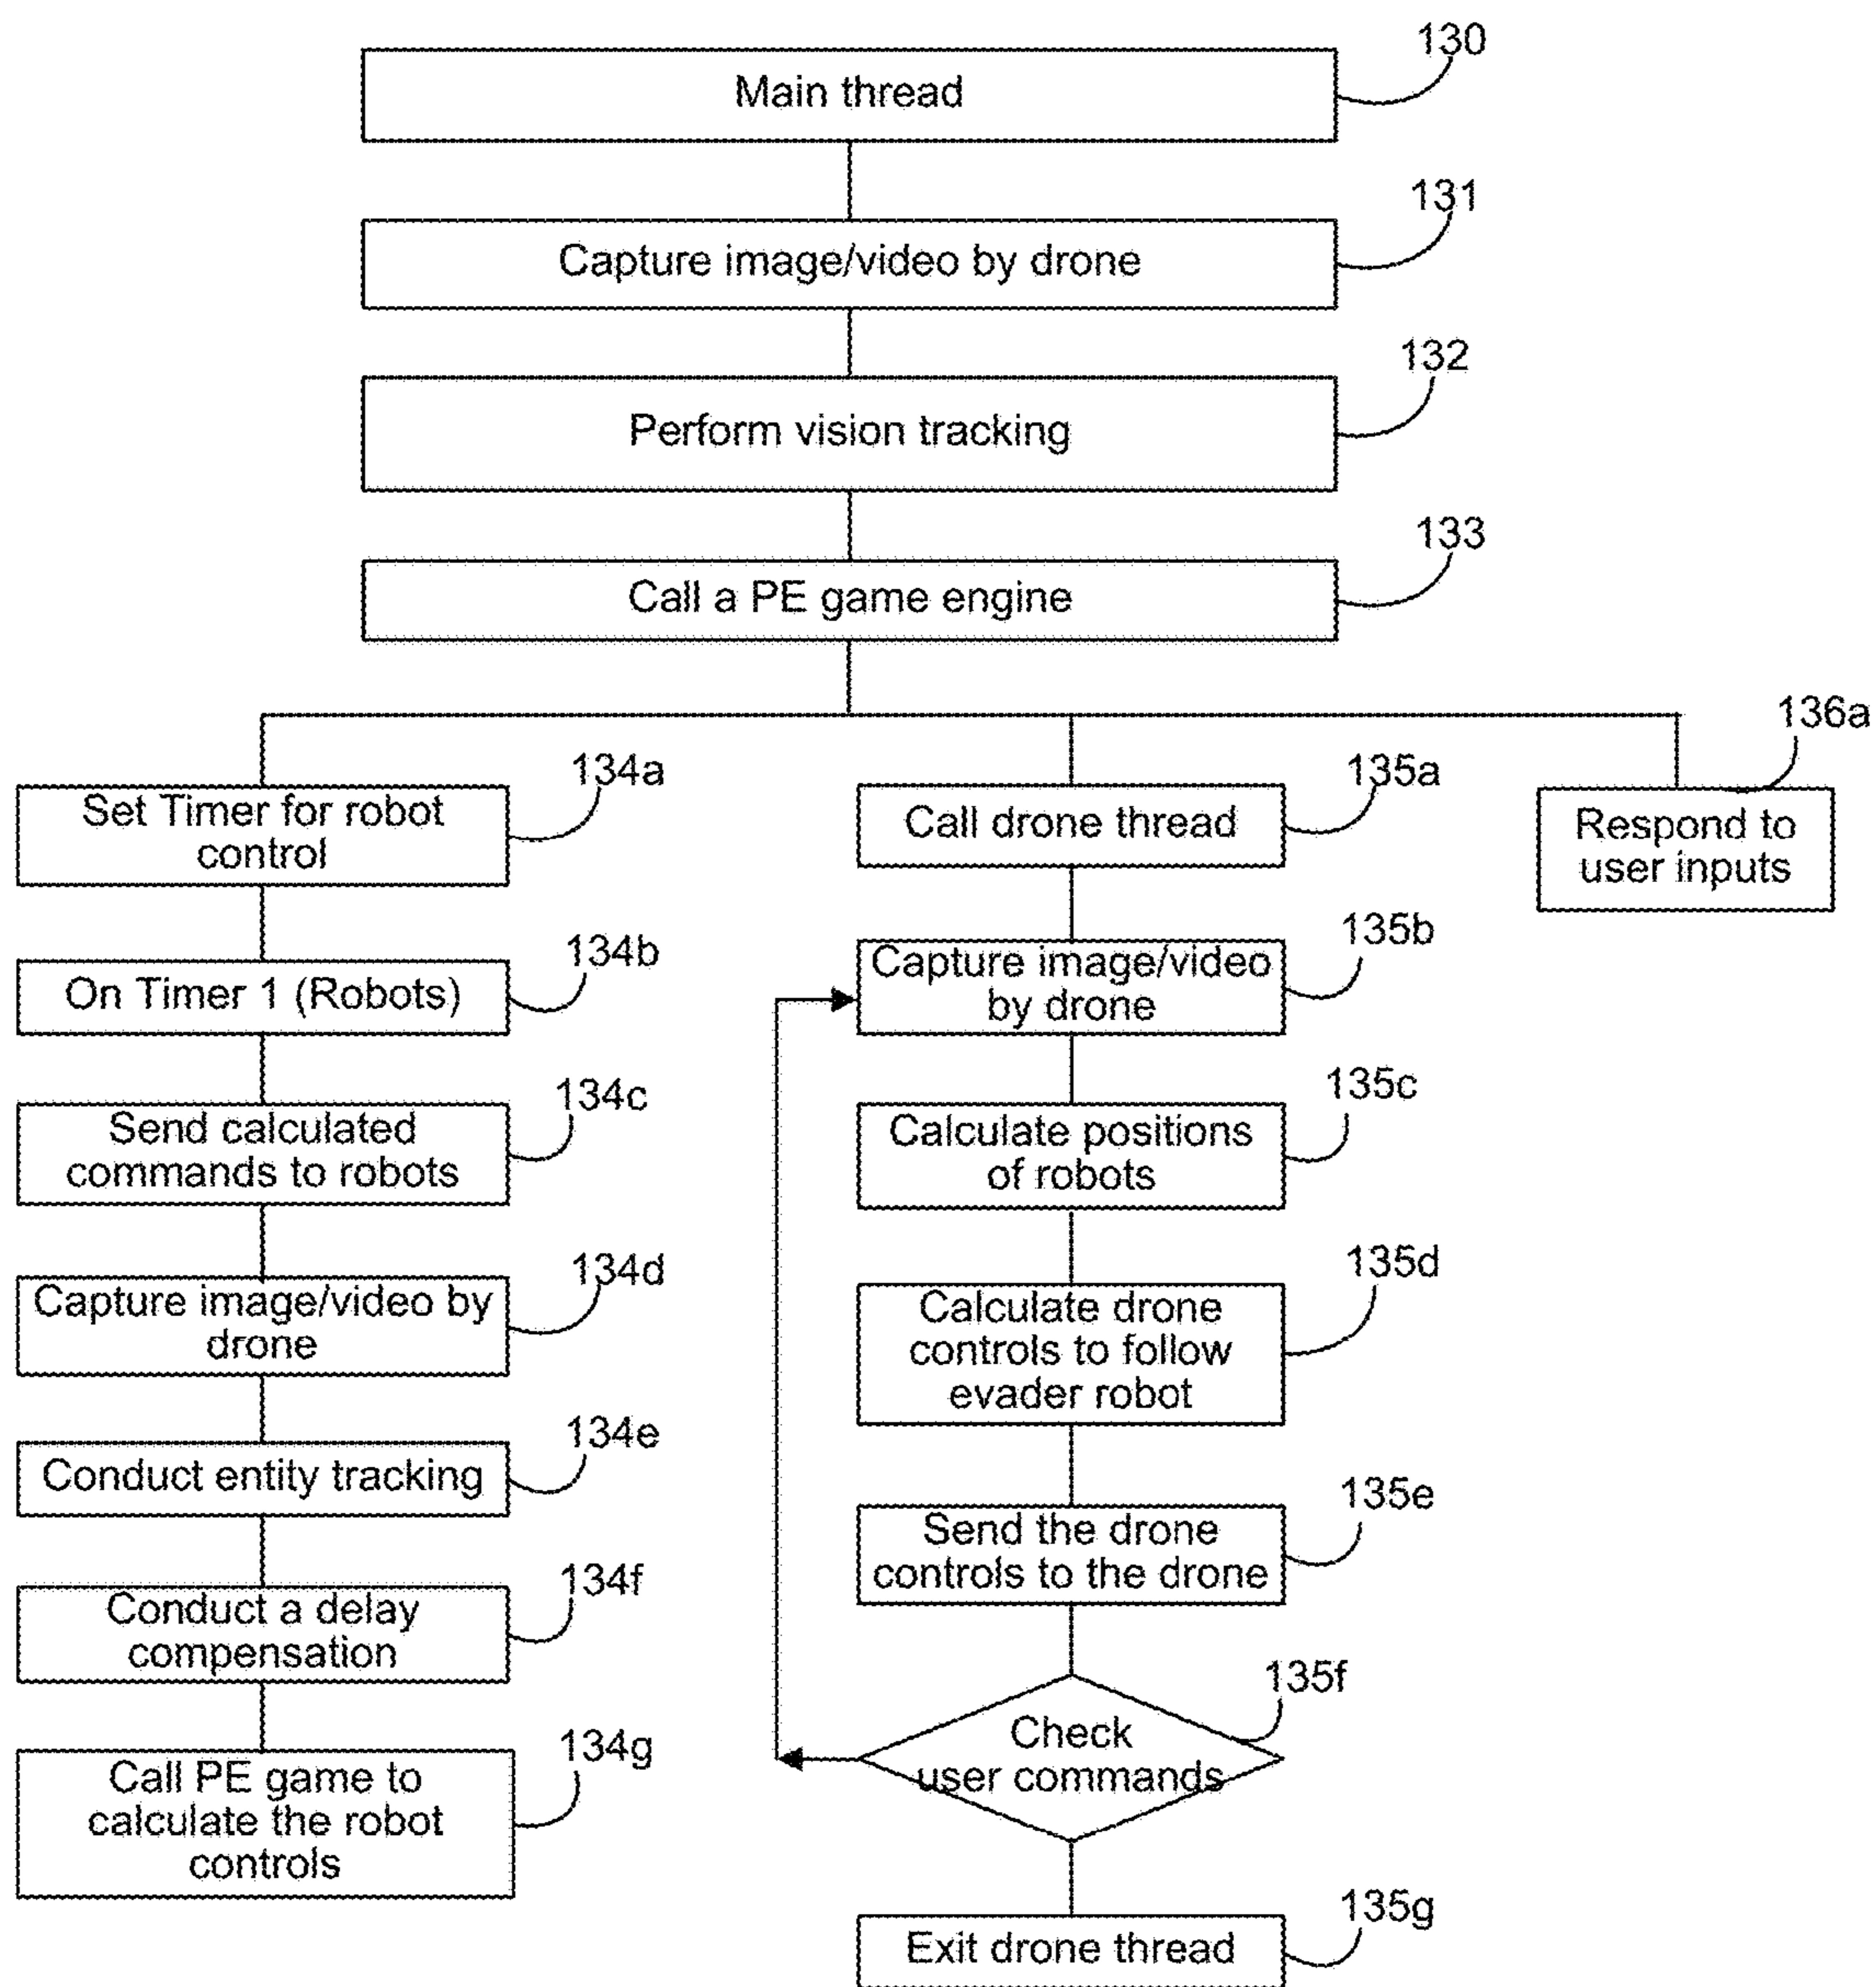 130
Main thread
131
Capture image/video by drone
132
Perform vision tracking
133
Call a PE game engine
134a
Set Timer for robot
control
134b
On Timer 1 (Robots)
134c
Send calculated
commands to robots
134d
Capture image/video by
drone
134e
Conduct entity tracking
134f
Conduct a delay
compensation
134g
Call PE game to
calculate the robot
controls
135a
Call drone thread
135b
Capture image/video
by drone
135c
Calculate positions
of robots
135d
Calculate drone
controls to follow
evader robot
135e
Send the drone
controls to the drone
135f
Check
user commands
135g
Exit drone thread
136a
Respond to
user inputs